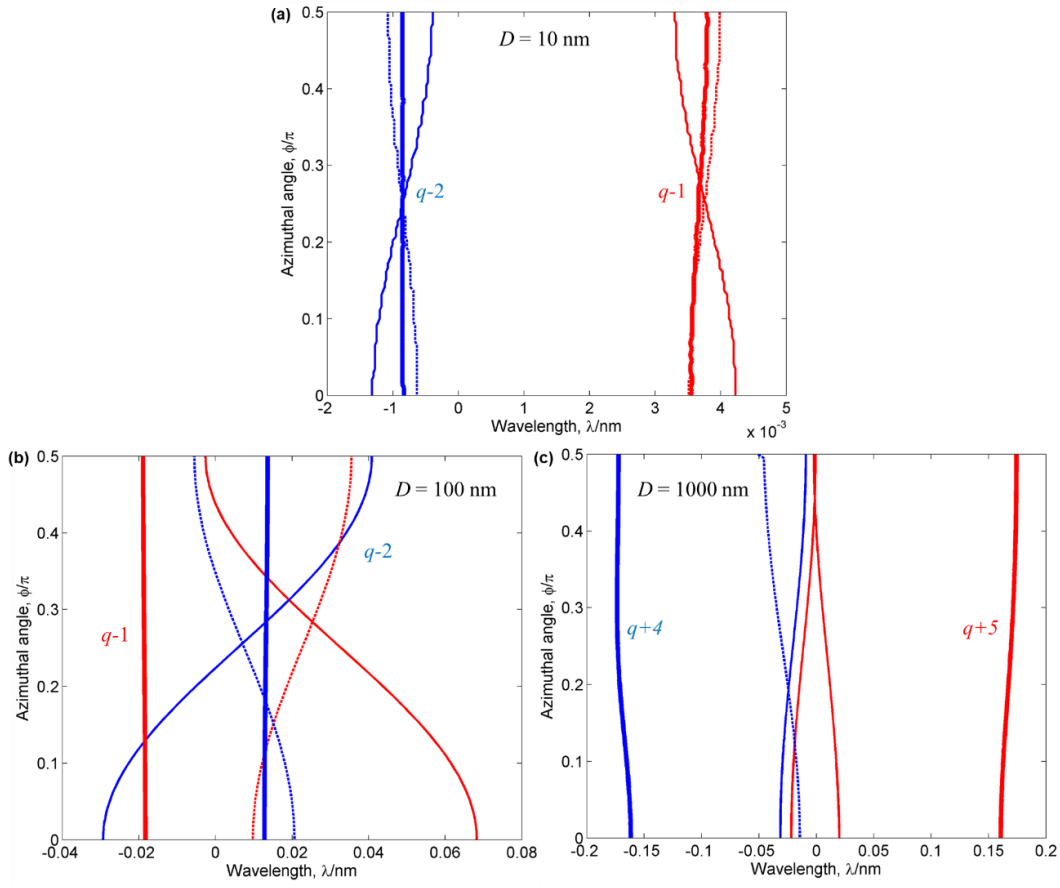 (a)
D = 10 nm
0.5
0.4
0.3
0.2
0.1
0
Azimuthal angle, ϕ/π
q-2
q-1
-2
-1
0
1
2
3
4
5
Wavelength, λ/nm
x 10⁻³
(b)
D = 100 nm
0.5
0.4
0.3
0.2
0.1
0
Azimuthal angle, ϕ/π
q-2
q-1
-0.04
-0.02
0
0.02
0.04
0.06
0.08
Wavelength, λ/nm
(c)
D = 1000 nm
0.5
0.4
0.3
0.2
0.1
0
Azimuthal angle, ϕ/π
q+4
q+5
-0.2
-0.15
-0.1
-0.05
0
0.05
0.1
0.15
0.2
Wavelength, λ/nm